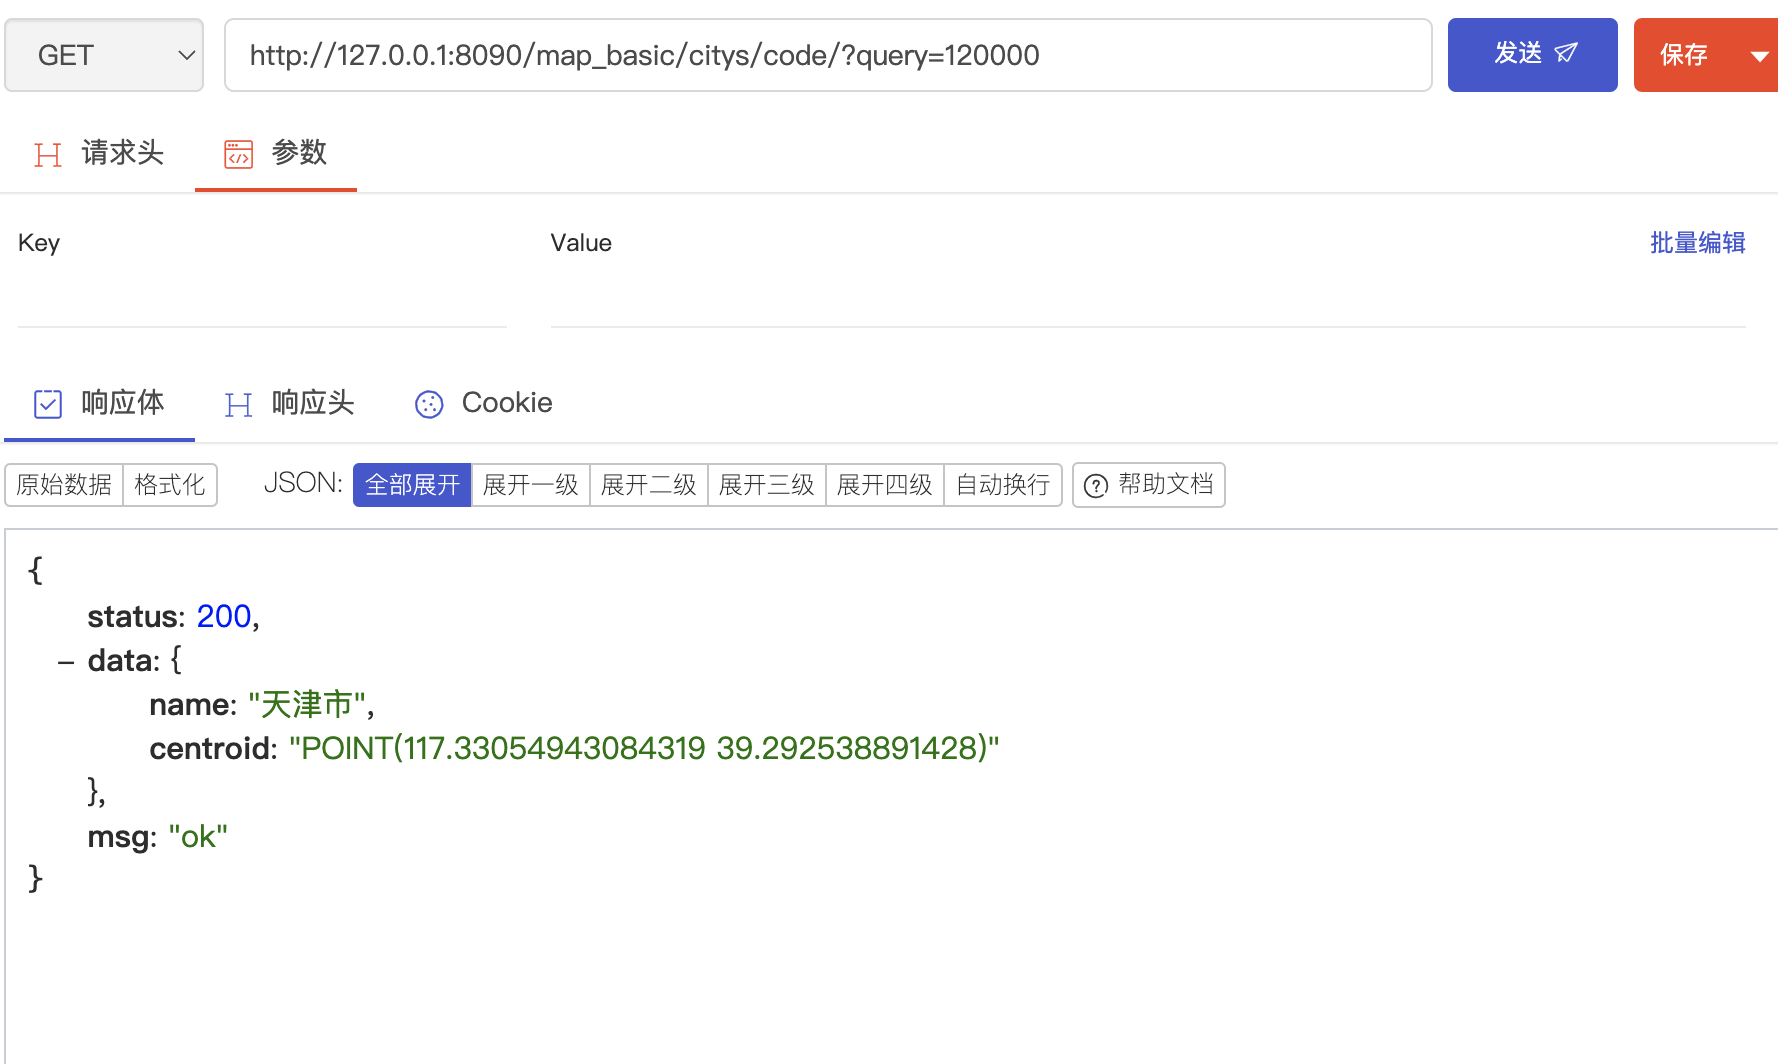 GET http://127.0.0.1:8090/map_basic/citys/code/?query=120000 发送 保存
请求头 参数
Key Value 批量编辑
响应体 响应头 Cookie
原始数据 格式化 JSON: 全部展开 展开一级 展开二级 展开三级 展开四级 自动换行 帮助文档
{
status: 200,
– data: {
name: "天津市",
centroid: "POINT(117.33054943084319 39.292538891428)"
},
msg: "ok"
}